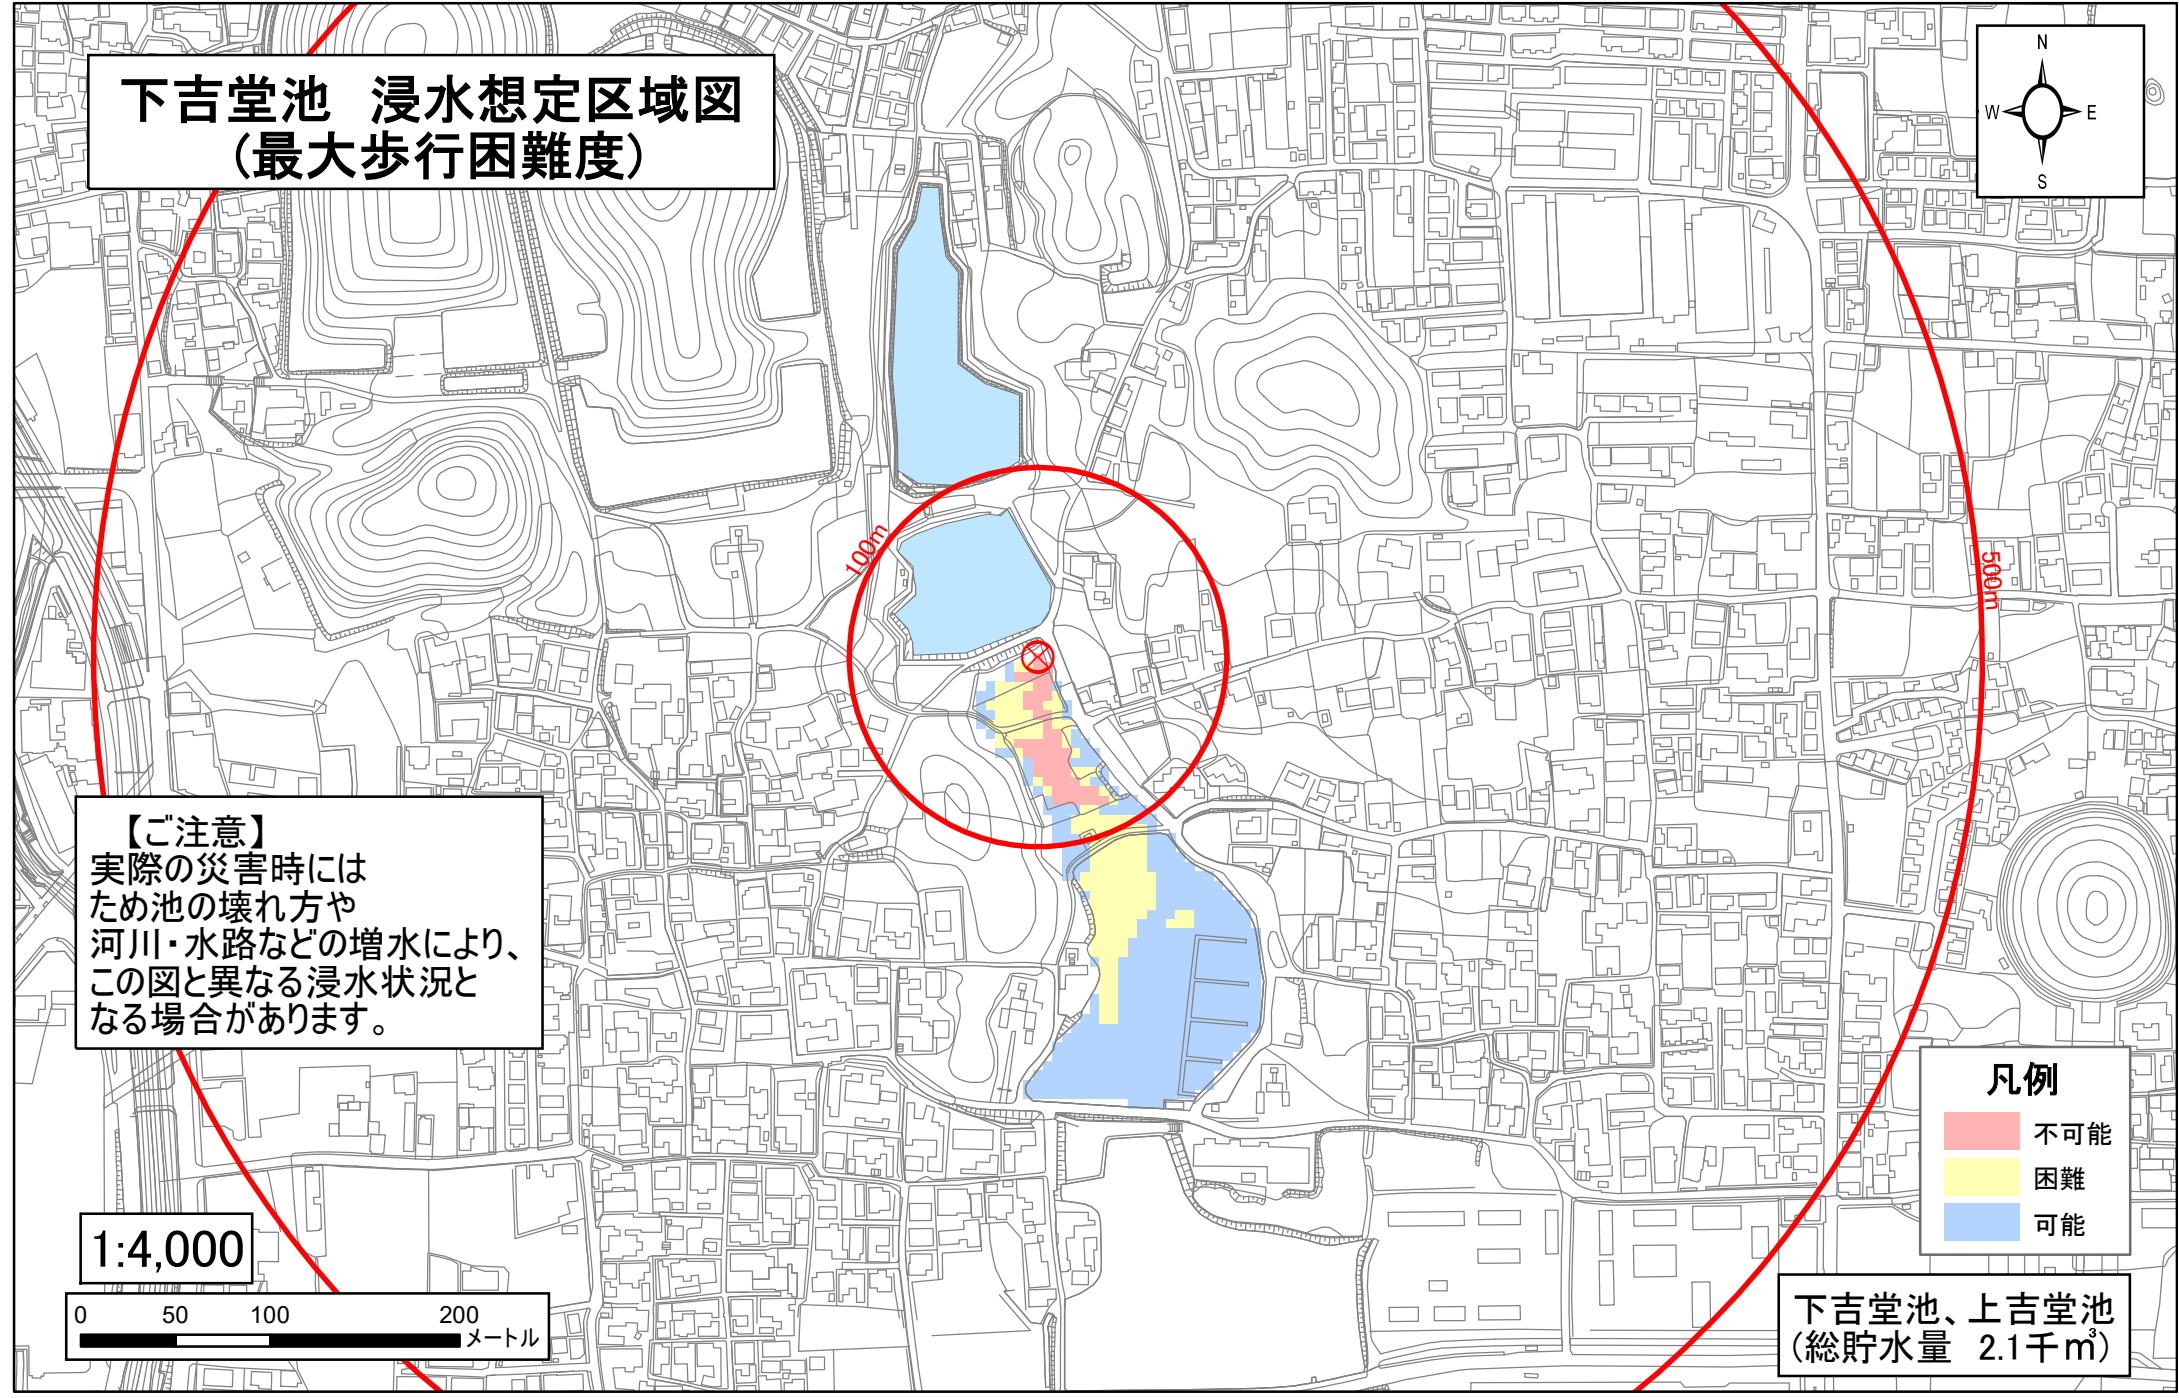 下吉堂池　浸水想定区域図
(最大歩行困難度)
N
W E
S
100m
500m
【ご注意】
実際の災害時には
ため池の壊れ方や
河川・水路などの増水により、
この図と異なる浸水状況と
なる場合があります。
凡例
不可能
困難
可能
1:4,000
0 50 100 200
メートル
下吉堂池、上吉堂池
(総貯水量　2.1千㎥)